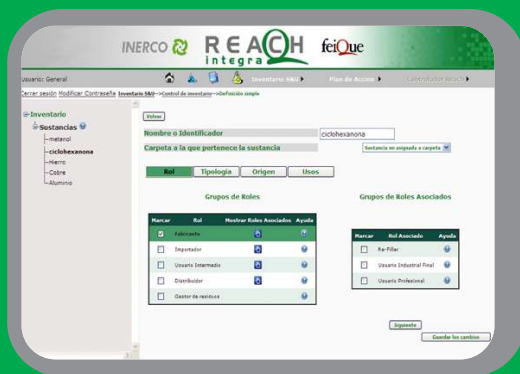 INERCO REACH integra feiQue
Usuario: General Inventario S&U Plan de Accion Controlador Reach
Cerrar sesión Modificar Contraseña Inventario S&U-->Control de inventario-->Definición simple
Inventario
Sustancias
metanol
ciclohexanona
Hierro
Cobre
Aluminio
Volver
Nombre o Identificador ciclohexanona
Carpeta a la que pertenece la sustancia Sustancia no asignada a carpeta
Rol Tipología Origen Usos
Grupos de Roles Grupos de Roles Asociados
Marcar Rol Mostrar Roles Asociados Ayuda
Fabricante
Importador
Usuario Intermedio
Distribuidor
Gestor de residuos
Marcar Rol Asociado Ayuda
Re-Filler
Usuario Industrial Final
Usuario Profesional
Siguiente
Guardar los cambios